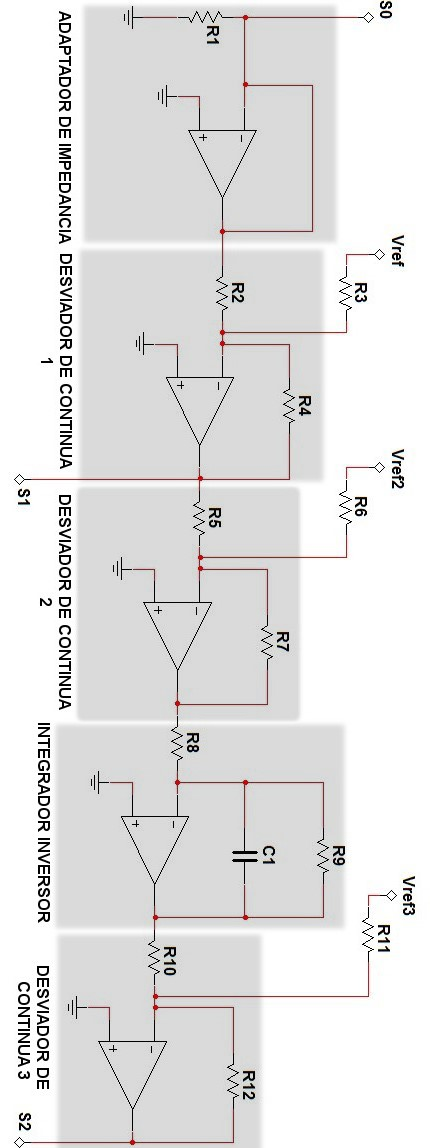 S0
R1
+
-
ADAPTADOR DE IMPEDANCIA
Vref
R3
R2
R4
+
-
DESVIADOR DE CONTINUA
1
S1
Vref2
R6
R5
R7
+
-
DESVIADOR DE CONTINUA
2
R8
R9
C1
+
-
INTEGRADOR INVERSOR
Vref3
R11
R10
R12
+
-
DESVIADOR DE
CONTINUA 3
S2